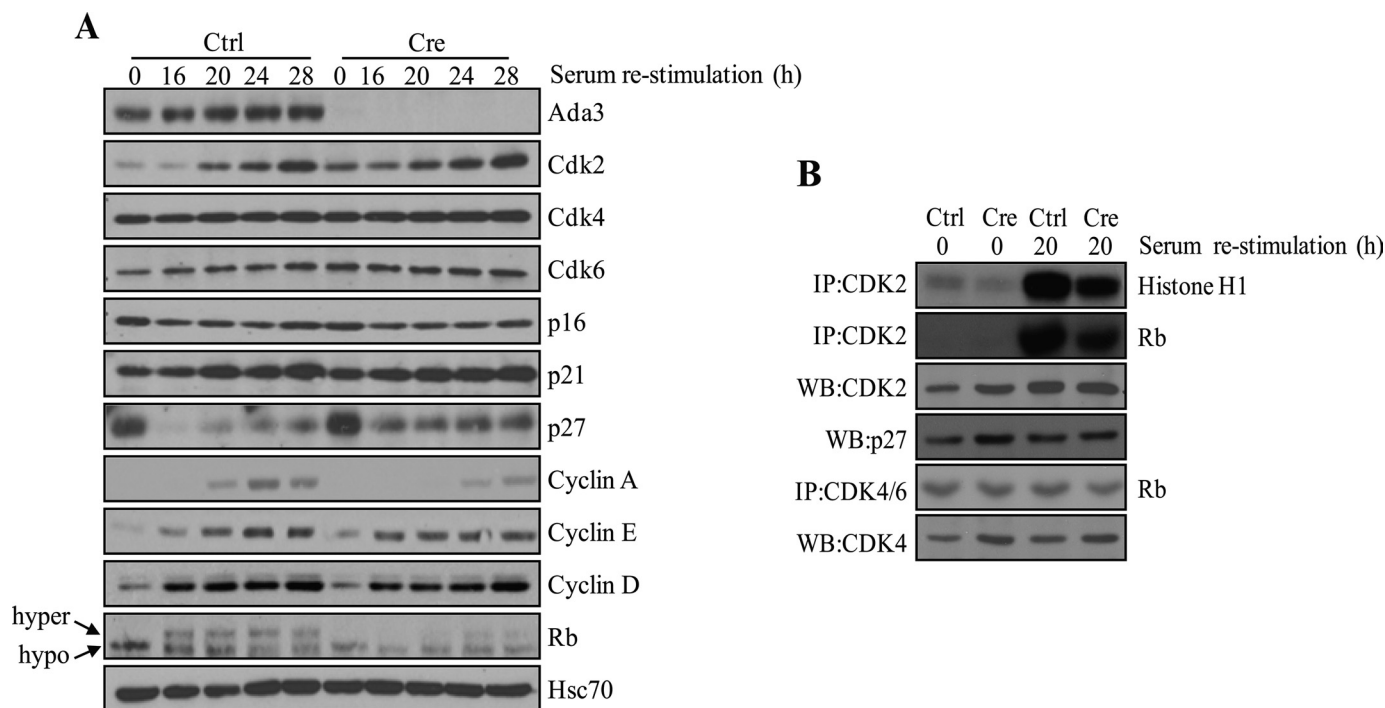 A
Ctrl Cre
0 16 20 24 28 0 16 20 24 28 Serum re-stimulation (h)
Ada3
Cdk2
Cdk4
Cdk6
p16
p21
p27
Cyclin A
Cyclin E
Cyclin D
hyper
hypo
Rb
Hsc70
B
Ctrl Cre Ctrl Cre
0 0 20 20 Serum re-stimulation (h)
IP:CDK2 Histone H1
IP:CDK2 Rb
WB:CDK2
WB:p27
IP:CDK4/6 Rb
WB:CDK4